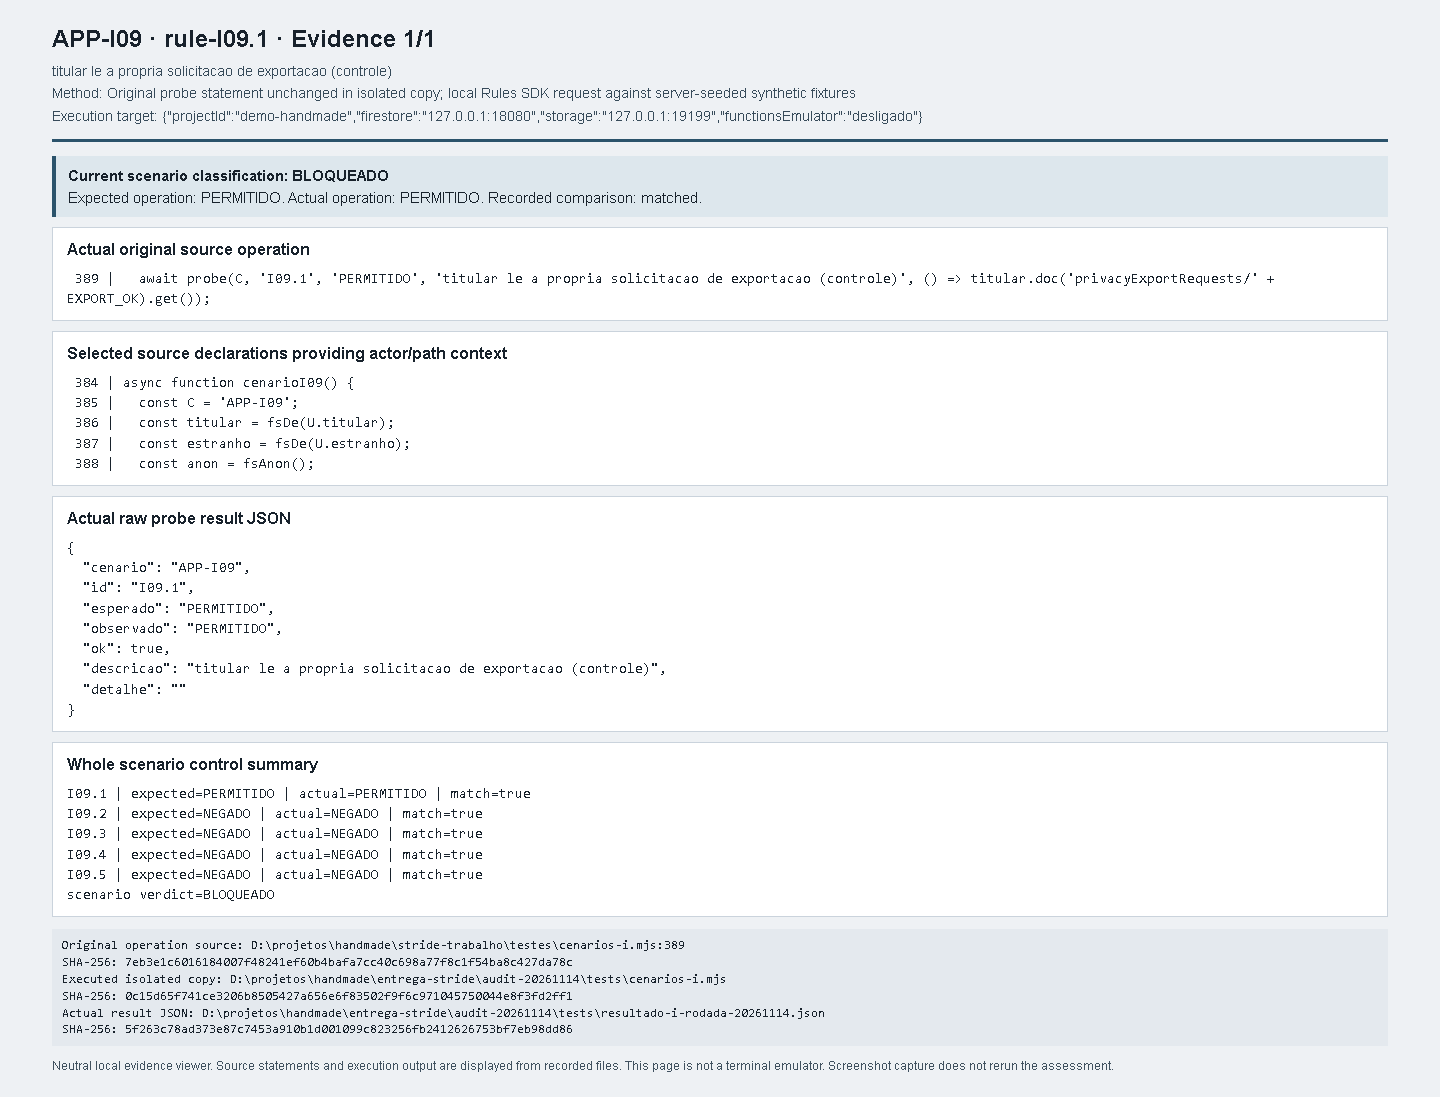 APP-I09 · rule-I09.1 · Evidence 1/1
titular le a propria solicitacao de exportacao (controle)
Method: Original probe statement unchanged in isolated copy; local Rules SDK request against server-seeded synthetic fixtures
Execution target: {"projectId":"demo-handmade","firestore":"127.0.0.1:18080","storage":"127.0.0.1:19199","functionsEmulator":"desligado"}
Current scenario classification: BLOQUEADO
Expected operation: PERMITIDO. Actual operation: PERMITIDO. Recorded comparison: matched.
Actual original source operation
389 |   await probe(C, 'I09.1', 'PERMITIDO', 'titular le a propria solicitacao de exportacao (controle)', () => titular.doc('privacyExportRequests/' +
EXPORT_OK).get());
Selected source declarations providing actor/path context
384 | async function cenarioI09() {
385 |   const C = 'APP-I09';
386 |   const titular = fsDe(U.titular);
387 |   const estranho = fsDe(U.estranho);
388 |   const anon = fsAnon();
Actual raw probe result JSON
{
  "cenario": "APP-I09",
  "id": "I09.1",
  "esperado": "PERMITIDO",
  "observado": "PERMITIDO",
  "ok": true,
  "descricao": "titular le a propria solicitacao de exportacao (controle)",
  "detalhe": ""
}
Whole scenario control summary
I09.1 | expected=PERMITIDO | actual=PERMITIDO | match=true
I09.2 | expected=NEGADO | actual=NEGADO | match=true
I09.3 | expected=NEGADO | actual=NEGADO | match=true
I09.4 | expected=NEGADO | actual=NEGADO | match=true
I09.5 | expected=NEGADO | actual=NEGADO | match=true
scenario verdict=BLOQUEADO
Original operation source: D:\projetos\handmade\stride-trabalho\testes\cenarios-i.mjs:389
SHA-256: 7eb3e1c6016184007f48241ef60b4bafa7cc40c698a77f8c1f54ba8c427da78c
Executed isolated copy: D:\projetos\handmade\entrega-stride\audit-20261114\tests\cenarios-i.mjs
SHA-256: 0c15d65f741ce3206b8505427a656e6f83502f9f6c971045750044e8f3fd2ff1
Actual result JSON: D:\projetos\handmade\entrega-stride\audit-20261114\tests\resultado-i-rodada-20261114.json
SHA-256: 5f263c78ad373e87c7453a910b1d001099c823256fb2412626753bf7eb98dd86
Neutral local evidence viewer. Source statements and execution output are displayed from recorded files. This page is not a terminal emulator. Screenshot capture does not rerun the assessment.